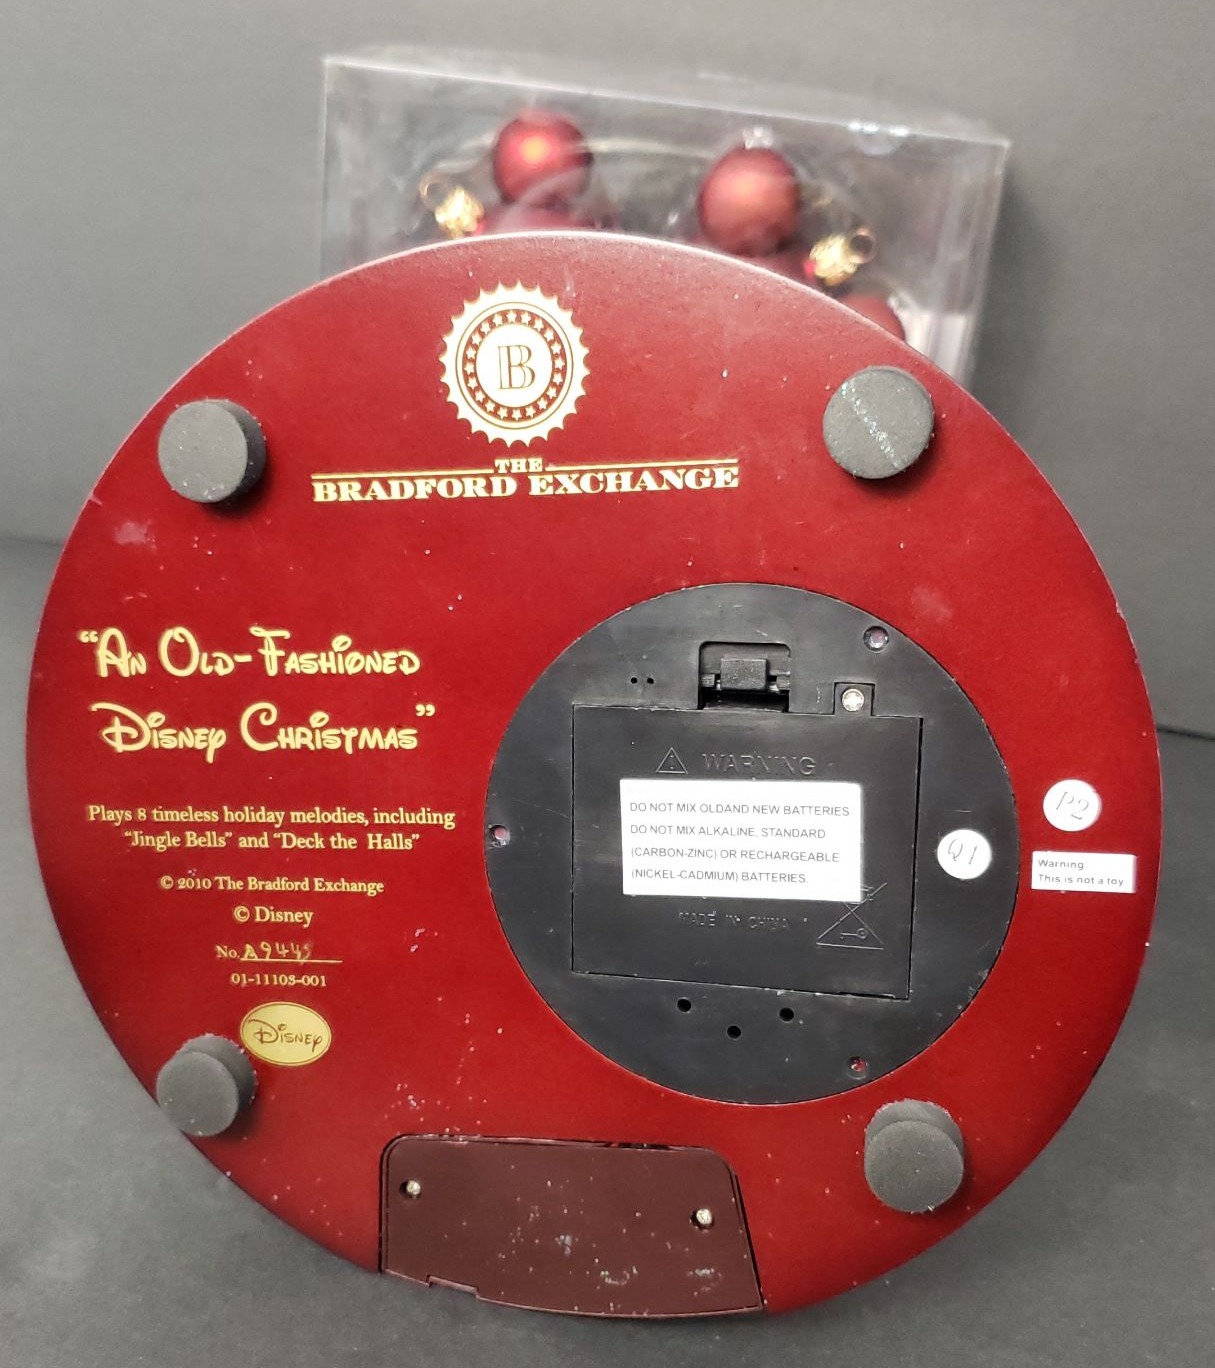 B
THE
BRADFORD EXCHANGE
“AN OLD-FASHIONED
DISNEY CHRISTMAS”
Plays 8 timeless holiday melodies, including
“Jingle Bells” and “Deck the Halls”
© 2010 The Bradford Exchange
© Disney
No. A9445
01-11103-001
DISNEY
WARNING
DO NOT MIX OLDAND NEW BATTERIES
DO NOT MIX ALKALINE, STANDARD
(CARBON-ZINC) OR RECHARGEABLE
(NICKEL-CADMIUM) BATTERIES.
MADE IN CHINA
Q1
P2
Warning.
This is not a toy